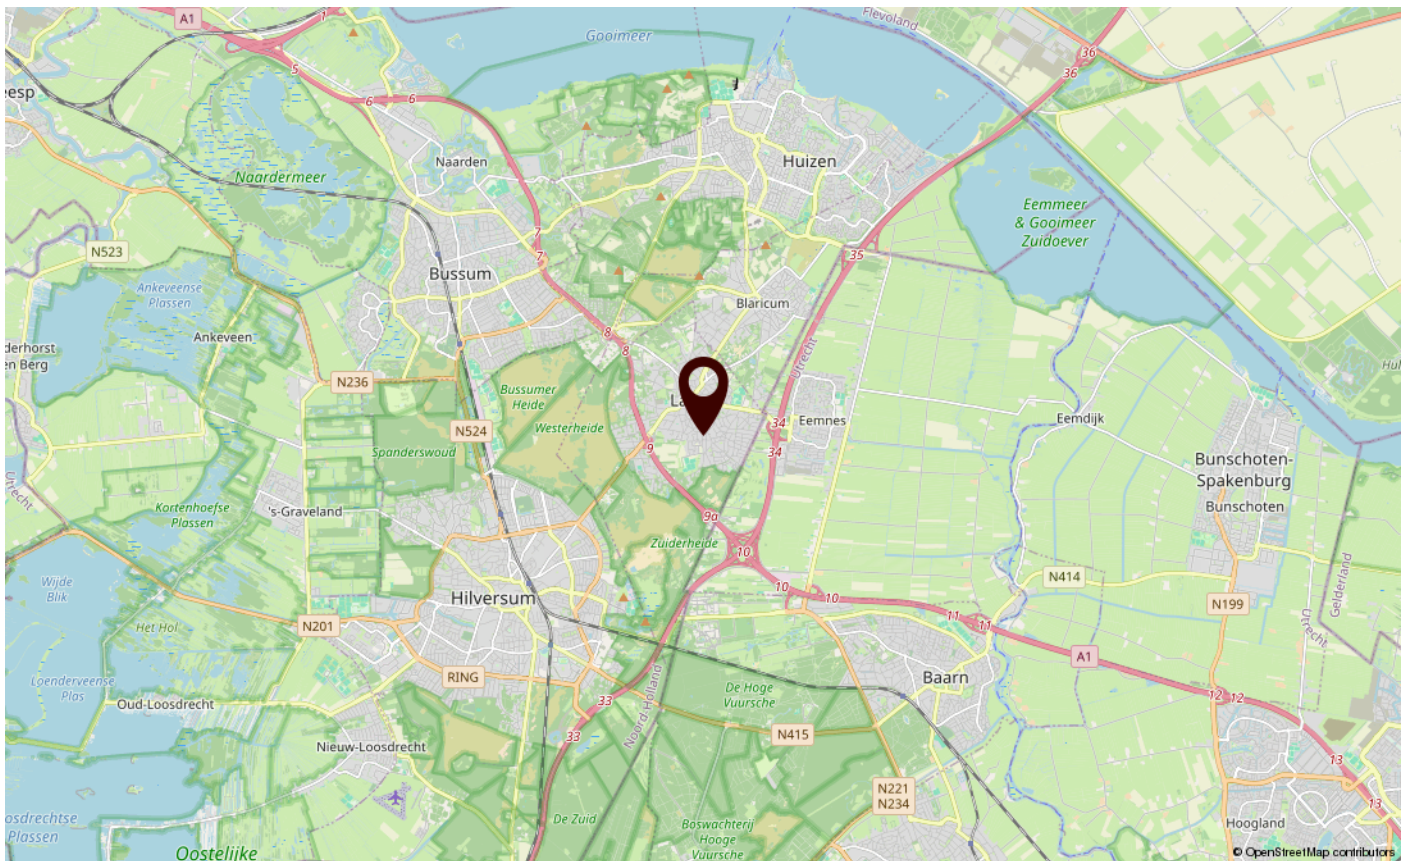 A1
Gooimeer
Flevoland
1
36
36
5
6
6
eesp
Naarden
Huizen
Naardermeer
Eemmeer
& Gooimeer
Zuidoever
7
7
N523
35
Bussum
Ankeveense
Plassen
Blaricum
Ankeveen
8
8
derhorst
en Berg
Utrecht
N236
Bussumer
Heide
La
Westerheide
34
Eemnes
Eemdijk
N524
9
34
Spanderswoud
Bunschoten-
Spakenburg
Utrecht
Kortenhoefse
Plassen
's-Graveland
Bunschoten
9a
Zuiderheide
10
Wijde
Blik
10
10
N414
Gelderland
Hilversum
N199
11
11
Het Hol
N201
Utrecht
A1
Loenderveense
Plas
RING
Baarn
De Hoge
Vuursche
12
12
Oud-Loosdrecht
33
Noord-Holland
33
N415
Nieuw-Loosdrecht
13
N221
N234
13
oosdrechtse
Plassen
De Zuid
Boswachterij
Hooge
Vuursche
Hoogland
Oostelijke
© OpenStreetMap contributors